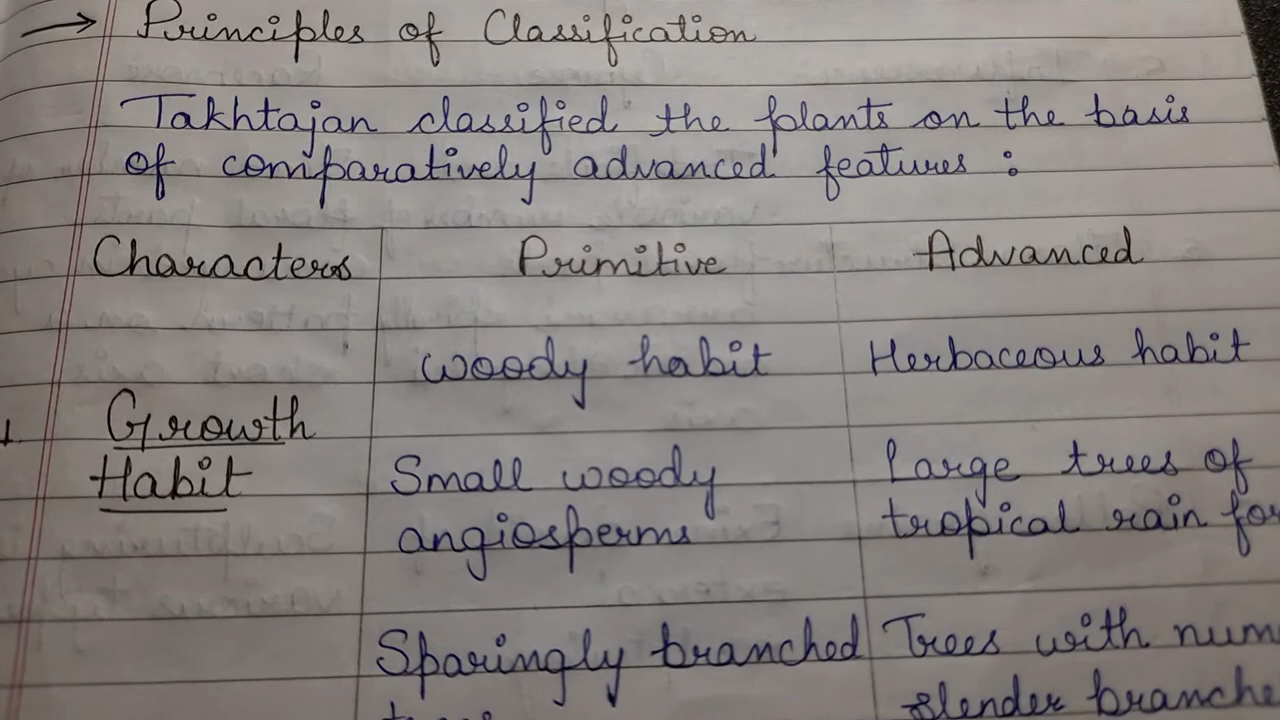 → Principles of Classification
Takhtajan classified the plants on the basis
of comparatively advanced features :
Characters Primitive Advanced
woody habit Herbaceous habit
1. Growth
Habit
Small woody
angiosperms
Large trees of
tropical rain
Sparingly branched
Trees with
slender